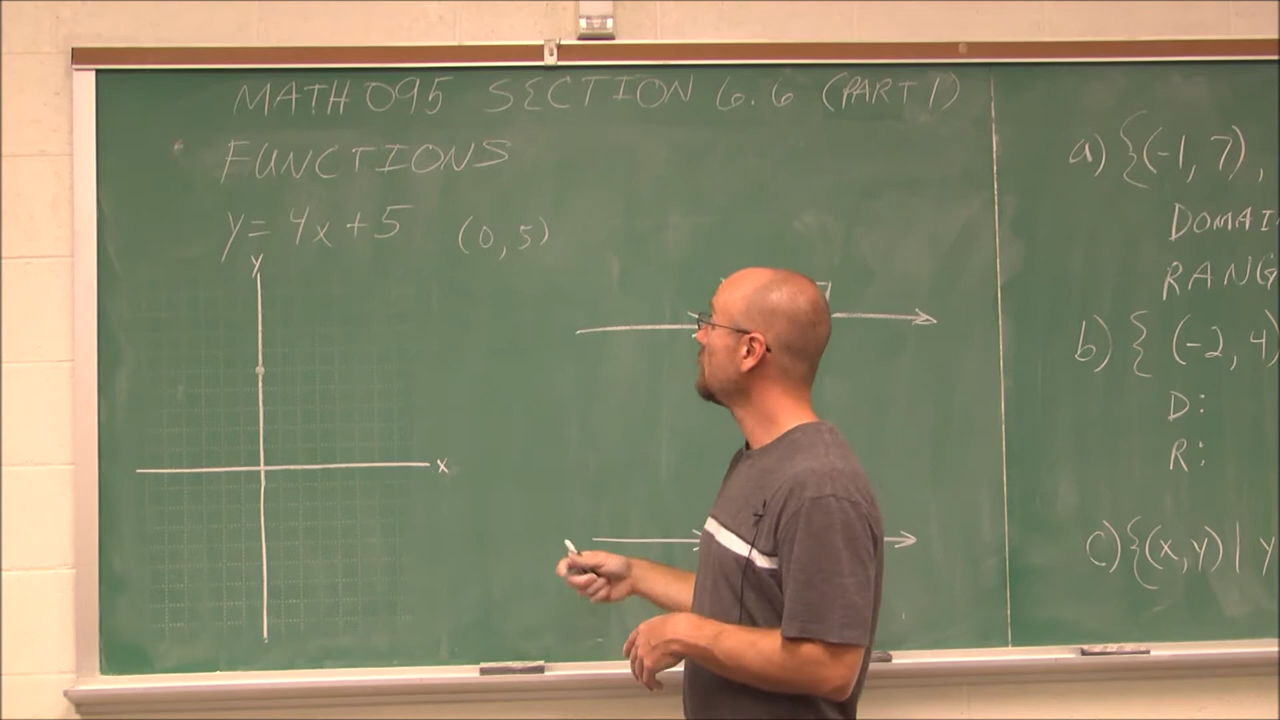 MATH 095 SECTION 6.6 (PART 1)
FUNCTIONS
y = 4x + 5 (0, 5)
y
x
a) {(-1, 7),
DOMAI
RANG
b) { (-2, 4)
D:
R:
c) {(x, y) | y